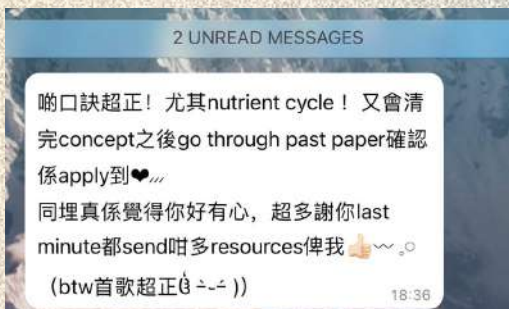 2 UNREAD MESSAGES
啲口訣超正！尤其nutrient cycle！又會清
完concept之後go through past paper確認
係apply到❤︎,,,
同埋真係覺得你好有心，超多謝你last
minute都send咁多resources俾我👍🏻〰︎ 
（btw首歌超正））
18:36